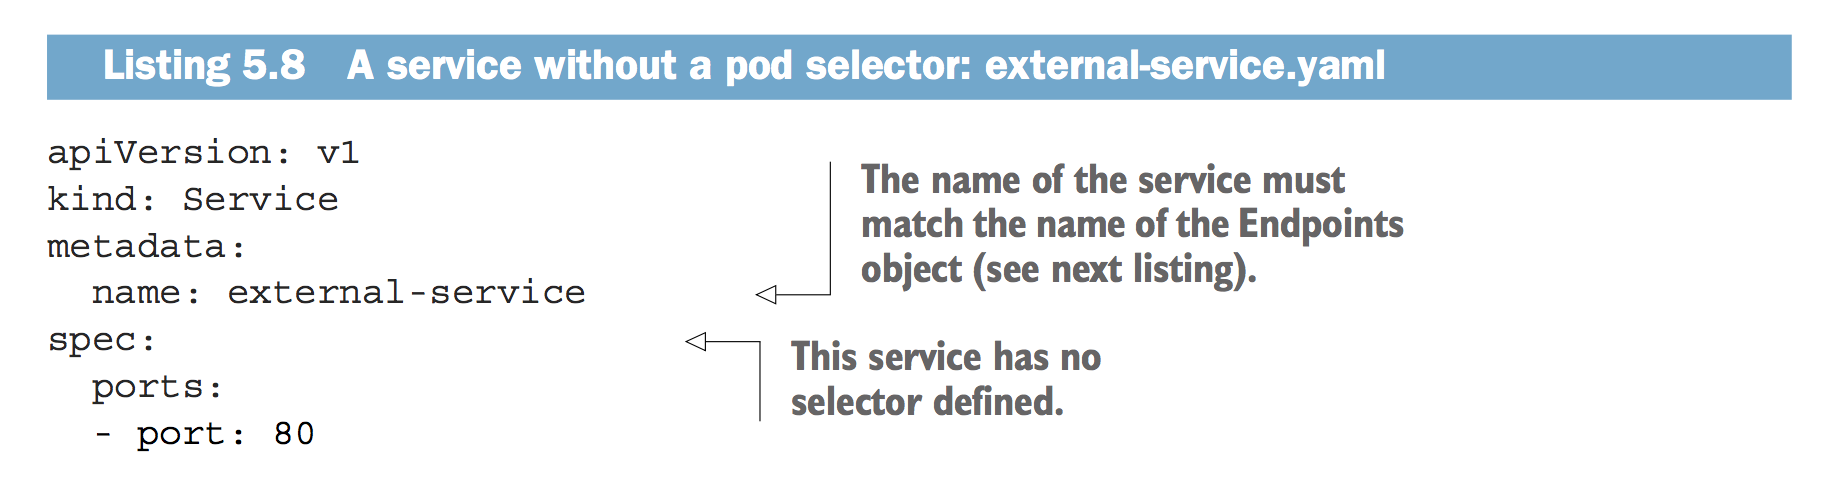 Listing 5.8 A service without a pod selector: external-service.yaml
apiVersion: v1
kind: Service
metadata:
  name: external-service
spec:
  ports:
  - port: 80
The name of the service must
match the name of the Endpoints
object (see next listing).
This service has no
selector defined.